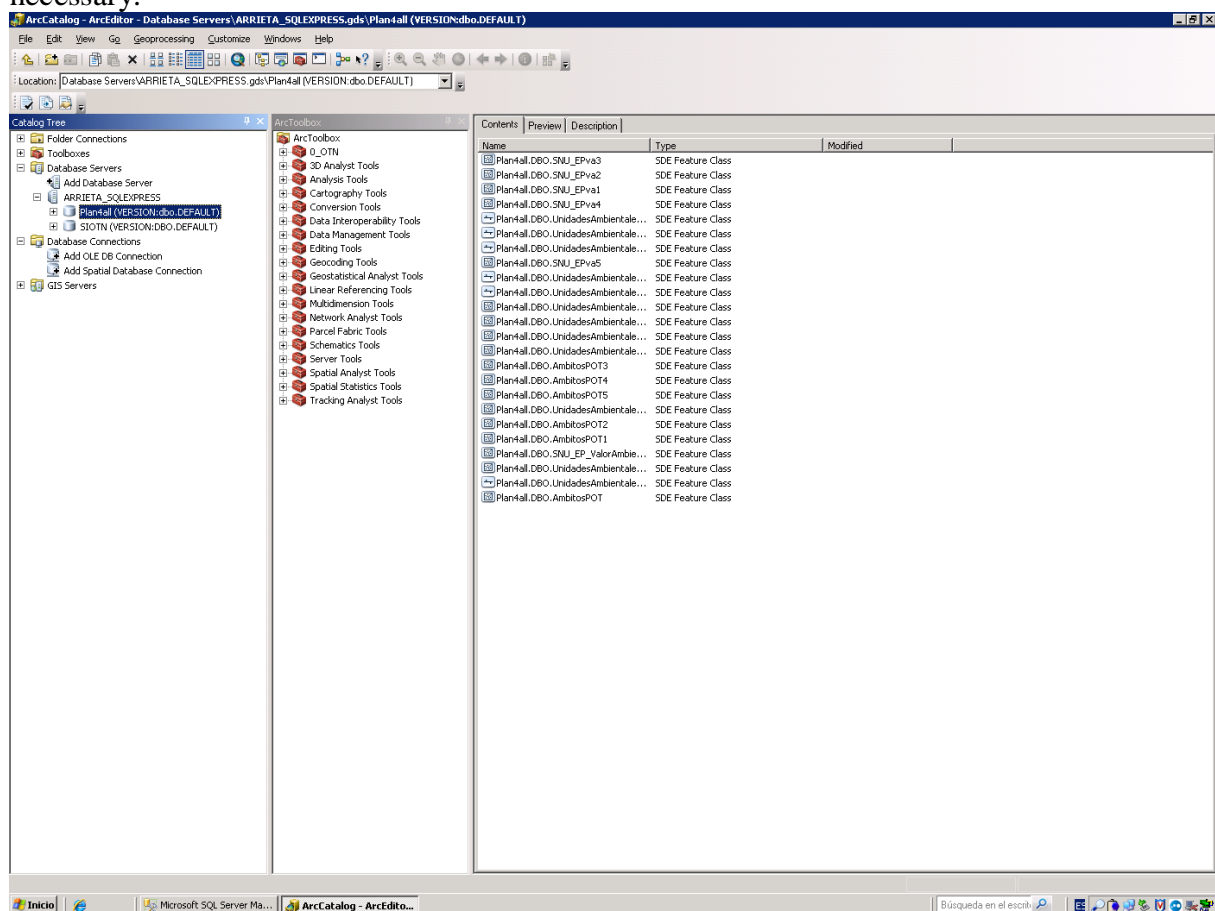 necessary.
ArcCatalog - ArcEditor - Database Servers\ARRIETA_SQLEXPRESS.gds\Plan4all (VERSION:dbo.DEFAULT)
File Edit View Go Geoprocessing Customize Windows Help
Location: Database Servers\ARRIETA_SQLEXPRESS.gds\Plan4all (VERSION:dbo.DEFAULT)
Catalog Tree
Folder Connections
Toolboxes
Database Servers
Add Database Server
ARRIETA_SQLEXPRESS
Plan4all (VERSION:dbo.DEFAULT)
SIOTN (VERSION:DBO.DEFAULT)
Database Connections
Add OLE DB Connection
Add Spatial Database Connection
GIS Servers
ArcToolbox
ArcToolbox
0_OTN
3D Analyst Tools
Analysis Tools
Cartography Tools
Conversion Tools
Data Interoperability Tools
Data Management Tools
Editing Tools
Geocoding Tools
Geostatistical Analyst Tools
Linear Referencing Tools
Multidimension Tools
Network Analyst Tools
Parcel Fabric Tools
Schematics Tools
Server Tools
Spatial Analyst Tools
Spatial Statistics Tools
Tracking Analyst Tools
Contents Preview Description
Name Type Modified
Plan4all.DBO.SNU_EPva3 SDE Feature Class
Plan4all.DBO.SNU_EPva2 SDE Feature Class
Plan4all.DBO.SNU_EPva1 SDE Feature Class
Plan4all.DBO.SNU_EPva4 SDE Feature Class
Plan4all.DBO.UnidadesAmbientale... SDE Feature Class
Plan4all.DBO.UnidadesAmbientale... SDE Feature Class
Plan4all.DBO.UnidadesAmbientale... SDE Feature Class
Plan4all.DBO.SNU_EPva5 SDE Feature Class
Plan4all.DBO.UnidadesAmbientale... SDE Feature Class
Plan4all.DBO.UnidadesAmbientale... SDE Feature Class
Plan4all.DBO.UnidadesAmbientale... SDE Feature Class
Plan4all.DBO.UnidadesAmbientale... SDE Feature Class
Plan4all.DBO.UnidadesAmbientale... SDE Feature Class
Plan4all.DBO.UnidadesAmbientale... SDE Feature Class
Plan4all.DBO.AmbitosPOT3 SDE Feature Class
Plan4all.DBO.AmbitosPOT4 SDE Feature Class
Plan4all.DBO.AmbitosPOT5 SDE Feature Class
Plan4all.DBO.UnidadesAmbientale... SDE Feature Class
Plan4all.DBO.AmbitosPOT2 SDE Feature Class
Plan4all.DBO.AmbitosPOT1 SDE Feature Class
Plan4all.DBO.SNU_EP_ValorAmbie... SDE Feature Class
Plan4all.DBO.UnidadesAmbientale... SDE Feature Class
Plan4all.DBO.UnidadesAmbientale... SDE Feature Class
Plan4all.DBO.AmbitosPOT SDE Feature Class
Inicio Microsoft SQL Server Ma... ArcCatalog - ArcEdito... Búsqueda en el escrit